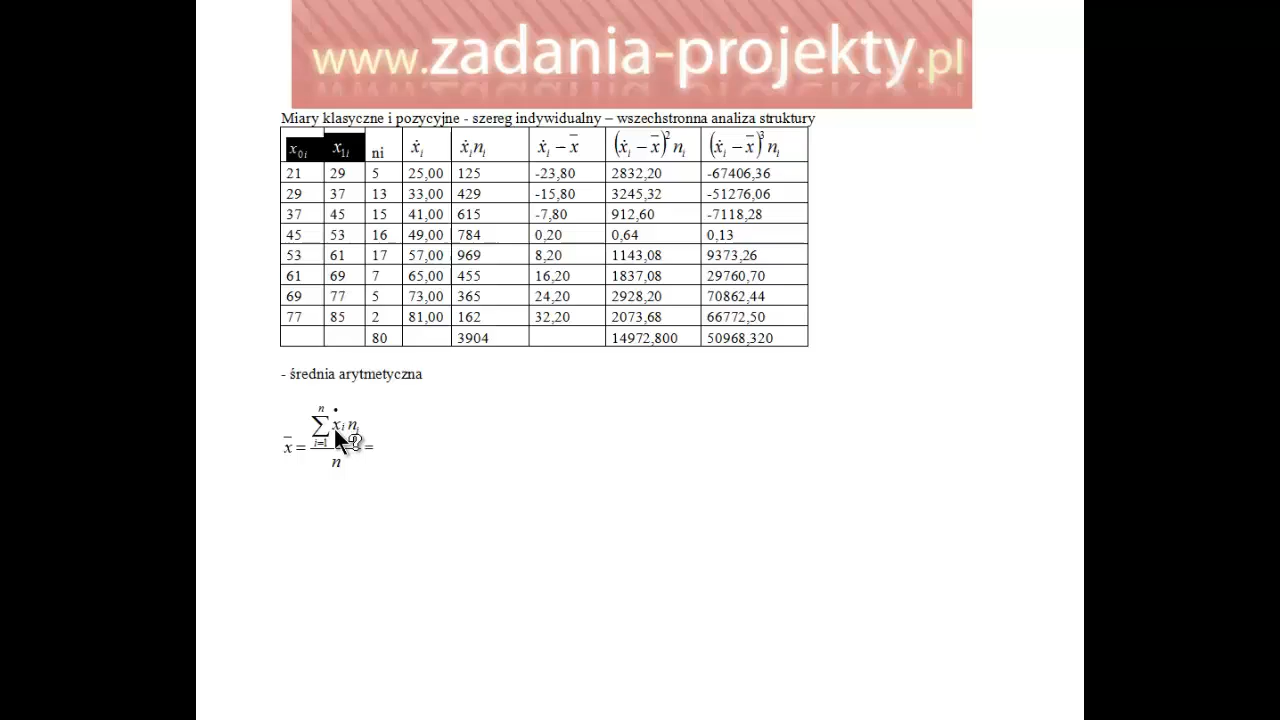 www.zadania-projekty.pl
Miary klasyczne i pozycyjne - szereg indywidualny – wszechstronna analiza struktury
x₀ᵢ x₁ᵢ ni ẋᵢ ẋᵢnᵢ ẋᵢ − x̅ (ẋᵢ − x̅)² nᵢ (ẋᵢ − x̅)³ nᵢ
21 29 5 25,00 125 -23,80 2832,20 -67406,36
29 37 13 33,00 429 -15,80 3245,32 -51276,06
37 45 15 41,00 615 -7,80 912,60 -7118,28
45 53 16 49,00 784 0,20 0,64 0,13
53 61 17 57,00 969 8,20 1143,08 9373,26
61 69 7 65,00 455 16,20 1837,08 29760,70
69 77 5 73,00 365 24,20 2928,20 70862,44
77 85 2 81,00 162 32,20 2073,68 66772,50
80 3904 14972,800 50968,320
- średnia arytmetyczna
n
x̅ = ∑ ẋᵢ nᵢ =
i=1
n